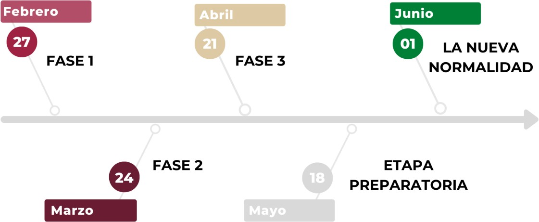 Febrero
27
FASE 1
Abril
21
FASE 3
Junio
01
LA NUEVA
NORMALIDAD
24
FASE 2
Marzo
18
ETAPA
PREPARATORIA
Mayo